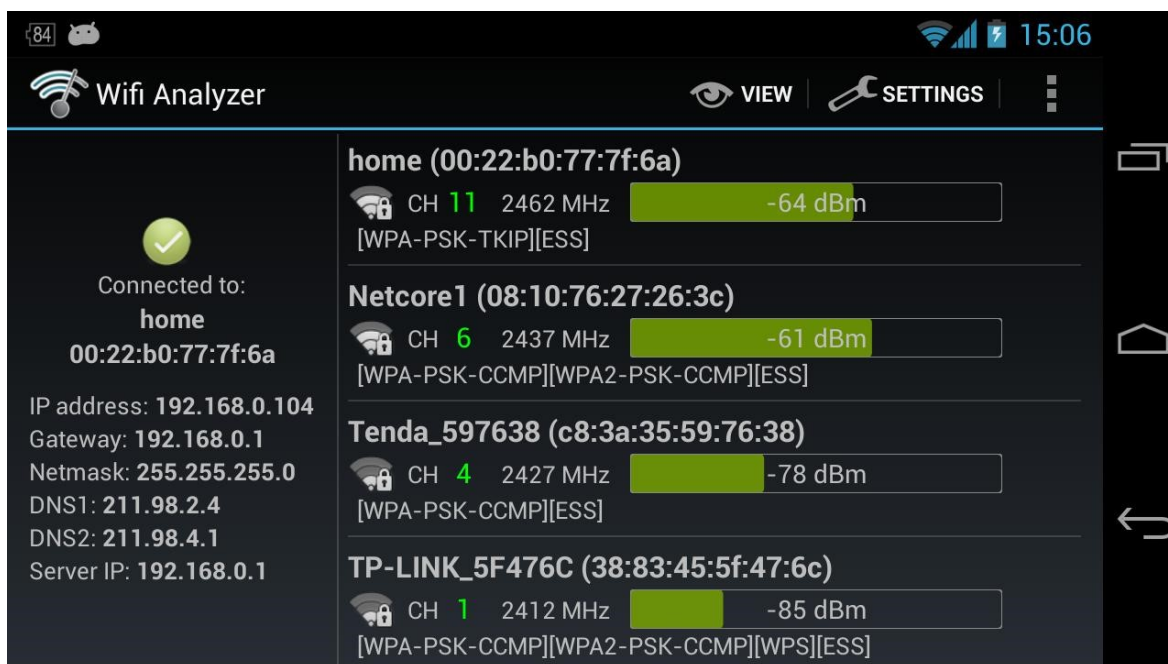 84
15:06
Wifi Analyzer
VIEW
SETTINGS
Connected to:
home
00:22:b0:77:7f:6a
IP address: 192.168.0.104
Gateway: 192.168.0.1
Netmask: 255.255.255.0
DNS1: 211.98.2.4
DNS2: 211.98.4.1
Server IP: 192.168.0.1
home (00:22:b0:77:7f:6a)
CH 11 2462 MHz -64 dBm
[WPA-PSK-TKIP][ESS]
Netcore1 (08:10:76:27:26:3c)
CH 6 2437 MHz -61 dBm
[WPA-PSK-CCMP][WPA2-PSK-CCMP][ESS]
Tenda_597638 (c8:3a:35:59:76:38)
CH 4 2427 MHz -78 dBm
[WPA-PSK-CCMP][ESS]
TP-LINK_5F476C (38:83:45:5f:47:6c)
CH 1 2412 MHz -85 dBm
[WPA-PSK-CCMP][WPA2-PSK-CCMP][WPS][ESS]